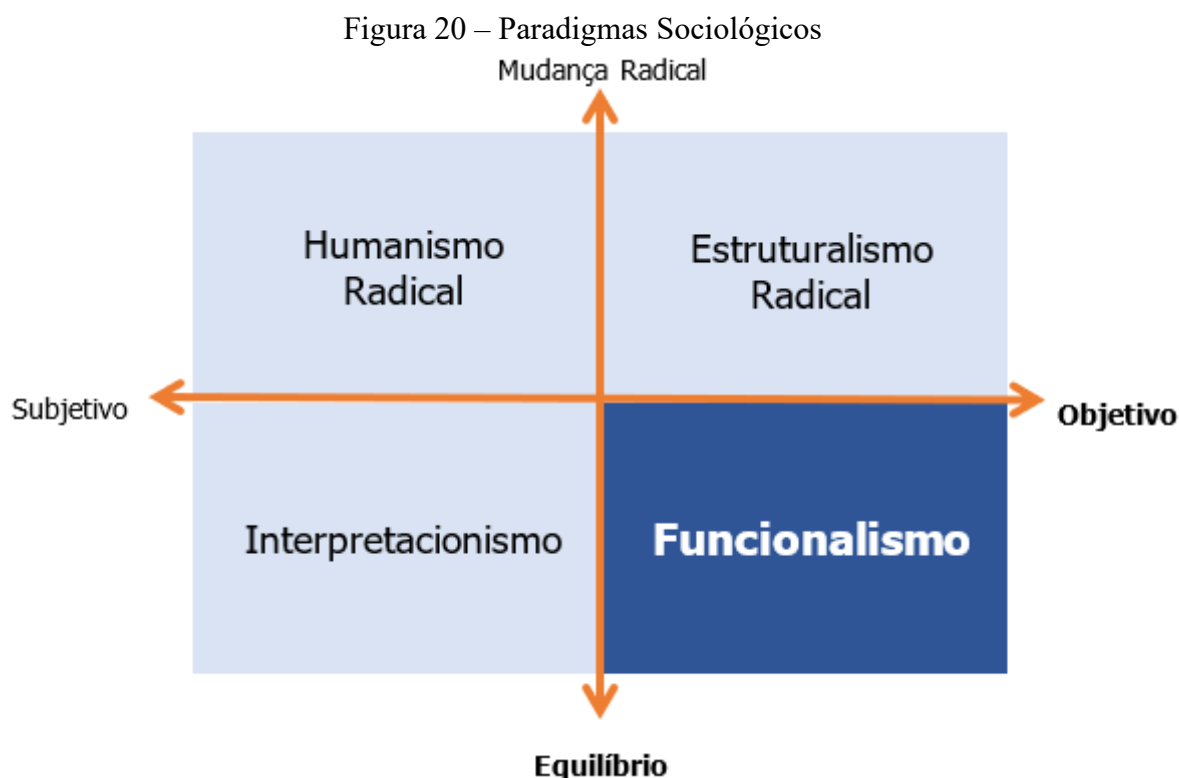 Figura 20 – Paradigmas Sociológicos
Mudança Radical
Humanismo
Radical
Estruturalismo
Radical
Subjetivo
Objetivo
Interpretacionismo
Funcionalismo
Equilíbrio